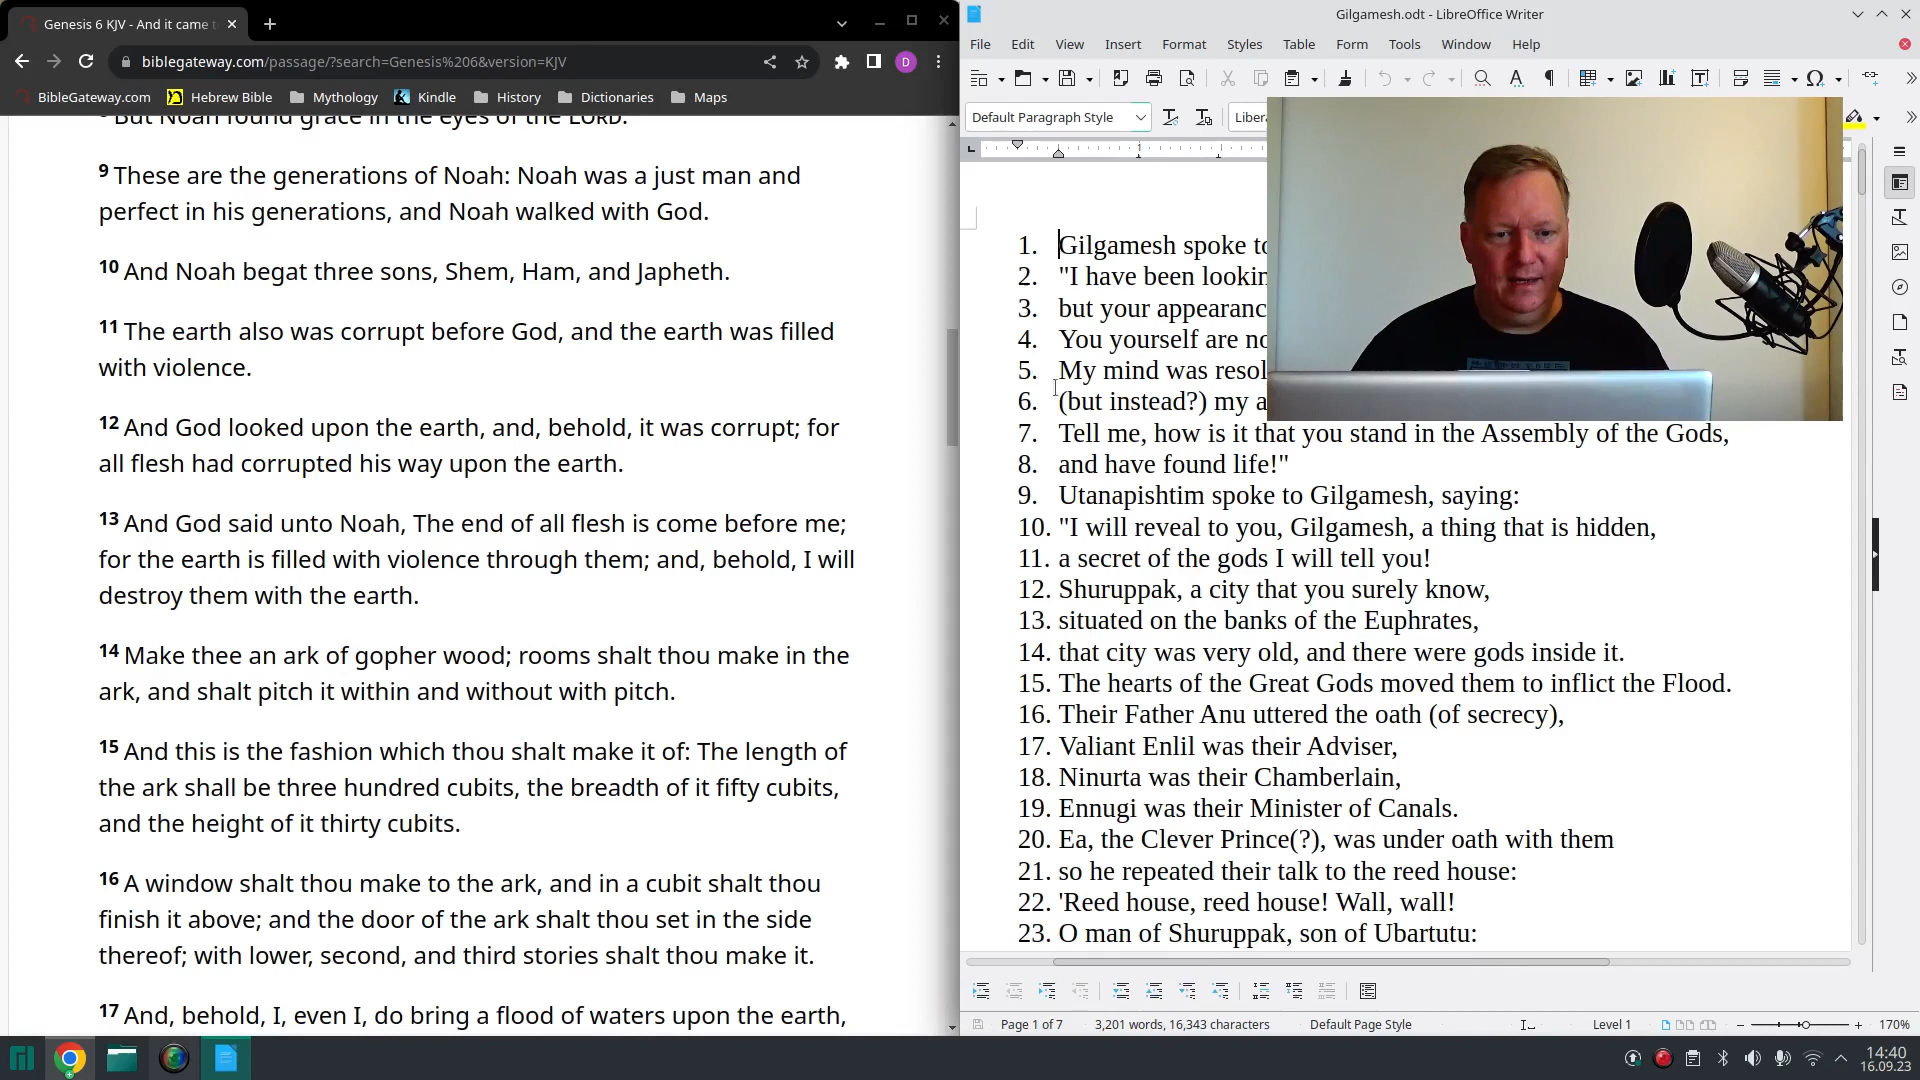 Genesis 6 KJV - And it came t
biblegateway.com/passage/?search=Genesis%206&version=KJV
D
BibleGateway.com Hebrew Bible Mythology Kindle History Dictionaries Maps
But Noah found grace in the eyes of the LORD.
9 These are the generations of Noah: Noah was a just man and
perfect in his generations, and Noah walked with God.
10 And Noah begat three sons, Shem, Ham, and Japheth.
11 The earth also was corrupt before God, and the earth was filled
with violence.
12 And God looked upon the earth, and, behold, it was corrupt; for
all flesh had corrupted his way upon the earth.
13 And God said unto Noah, The end of all flesh is come before me;
for the earth is filled with violence through them; and, behold, I will
destroy them with the earth.
14 Make thee an ark of gopher wood; rooms shalt thou make in the
ark, and shalt pitch it within and without with pitch.
15 And this is the fashion which thou shalt make it of: The length of
the ark shall be three hundred cubits, the breadth of it fifty cubits,
and the height of it thirty cubits.
16 A window shalt thou make to the ark, and in a cubit shalt thou
finish it above; and the door of the ark shalt thou set in the side
thereof; with lower, second, and third stories shalt thou make it.
17 And, behold, I, even I, do bring a flood of waters upon the earth,
Gilgamesh.odt - LibreOffice Writer
File Edit View Insert Format Styles Table Form Tools Window Help
Default Paragraph Style Libera
1. Gilgamesh spoke to
2. "I have been lookin
3. but your appearanc
4. You yourself are no
5. My mind was resol
6. (but instead?) my a
7. Tell me, how is it that you stand in the Assembly of the Gods,
8. and have found life!"
9. Utanapishtim spoke to Gilgamesh, saying:
10. "I will reveal to you, Gilgamesh, a thing that is hidden,
11. a secret of the gods I will tell you!
12. Shuruppak, a city that you surely know,
13. situated on the banks of the Euphrates,
14. that city was very old, and there were gods inside it.
15. The hearts of the Great Gods moved them to inflict the Flood.
16. Their Father Anu uttered the oath (of secrecy),
17. Valiant Enlil was their Adviser,
18. Ninurta was their Chamberlain,
19. Ennugi was their Minister of Canals.
20. Ea, the Clever Prince(?), was under oath with them
21. so he repeated their talk to the reed house:
22. 'Reed house, reed house! Wall, wall!
23. O man of Shuruppak, son of Ubartutu:
Page 1 of 7 3,201 words, 16,343 characters Default Page Style Level 1 170%
14:40
16.09.23